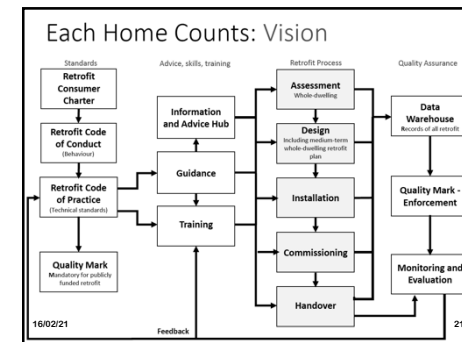 Each Home Counts: Vision
Standards
Advice, skills, training
Retrofit Process
Quality Assurance
Retrofit
Consumer
Charter
Retrofit Code
of Conduct
(Behaviour)
Retrofit Code
of Practice
(Technical standards)
Quality Mark
Mandatory for publicly
funded retrofit
Information
and Advice Hub
Guidance
Training
Assessment
Whole-dwelling
Design
Including medium-term
whole-dwelling retrofit
plan
Installation
Commissioning
Handover
Data
Warehouse
Records of all retrofit
Quality Mark -
Enforcement
Monitoring and
Evaluation
16/02/21
Feedback
21